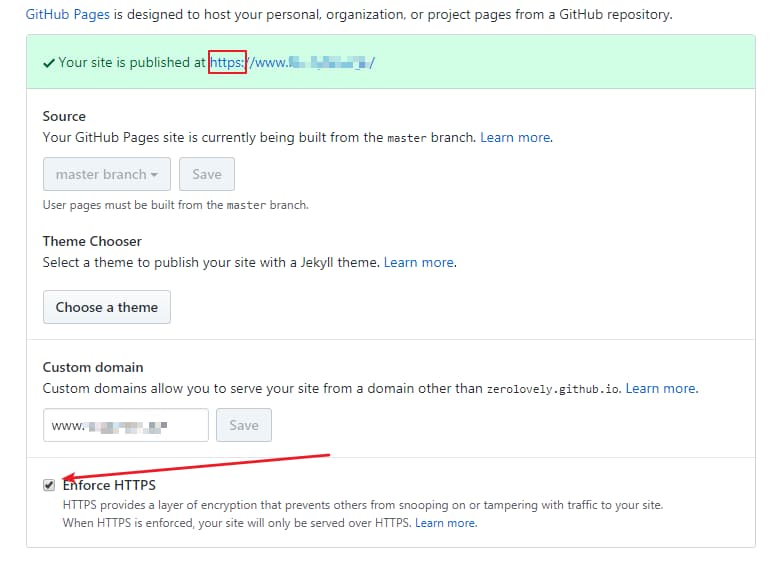 GitHub Pages is designed to host your personal, organization, or project pages from a GitHub repository.
Your site is published at https://www.
Source
Your GitHub Pages site is currently being built from the master branch. Learn more.
master branch
Save
User pages must be built from the master branch.
Theme Chooser
Select a theme to publish your site with a Jekyll theme. Learn more.
Choose a theme
Custom domain
Custom domains allow you to serve your site from a domain other than zerolovely.github.io. Learn more.
www.
Save
Enforce HTTPS
HTTPS provides a layer of encryption that prevents others from snooping on or tampering with traffic to your site.
When HTTPS is enforced, your site will only be served over HTTPS. Learn more.